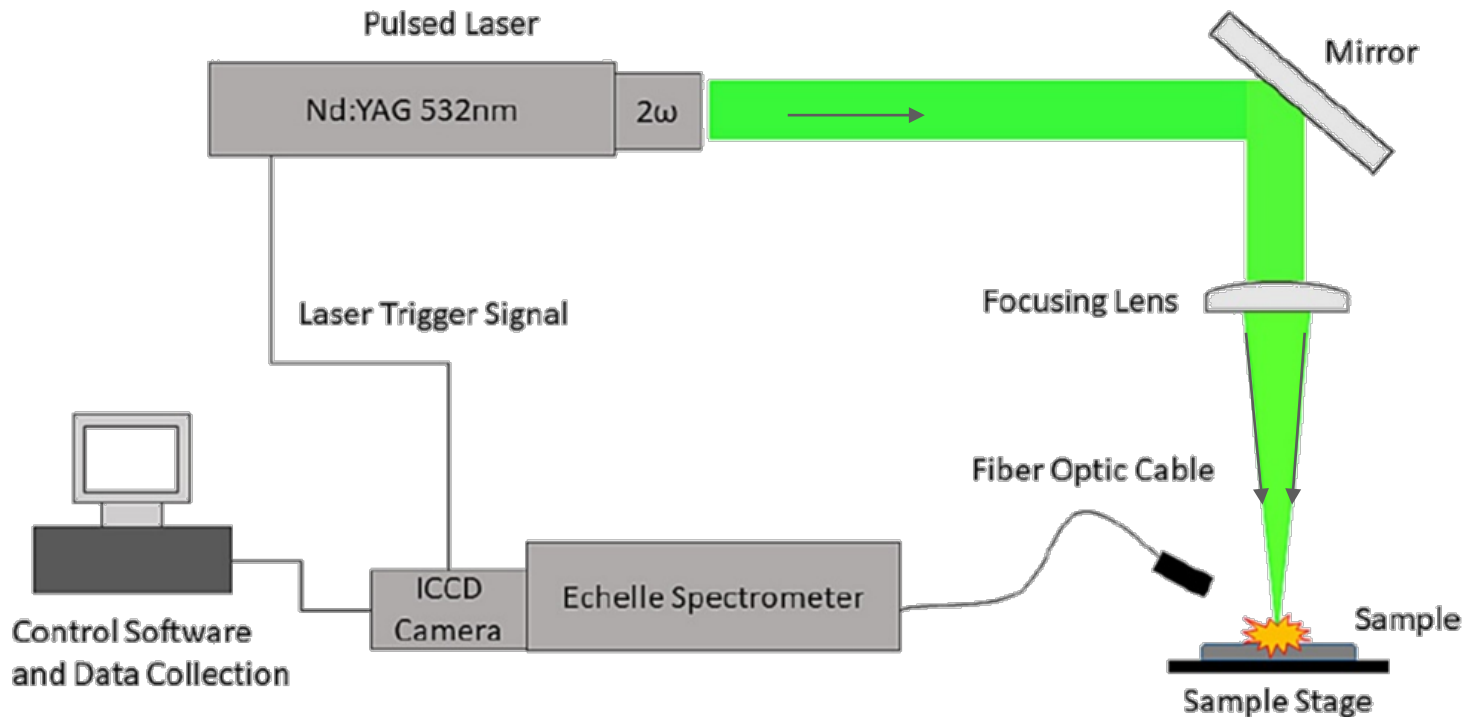 Pulsed Laser
Mirror
Nd:YAG 532nm
2ω
Focusing Lens
Laser Trigger Signal
Fiber Optic Cable
ICCD
Camera
Echelle Spectrometer
Control Software
and Data Collection
Sample
Sample Stage